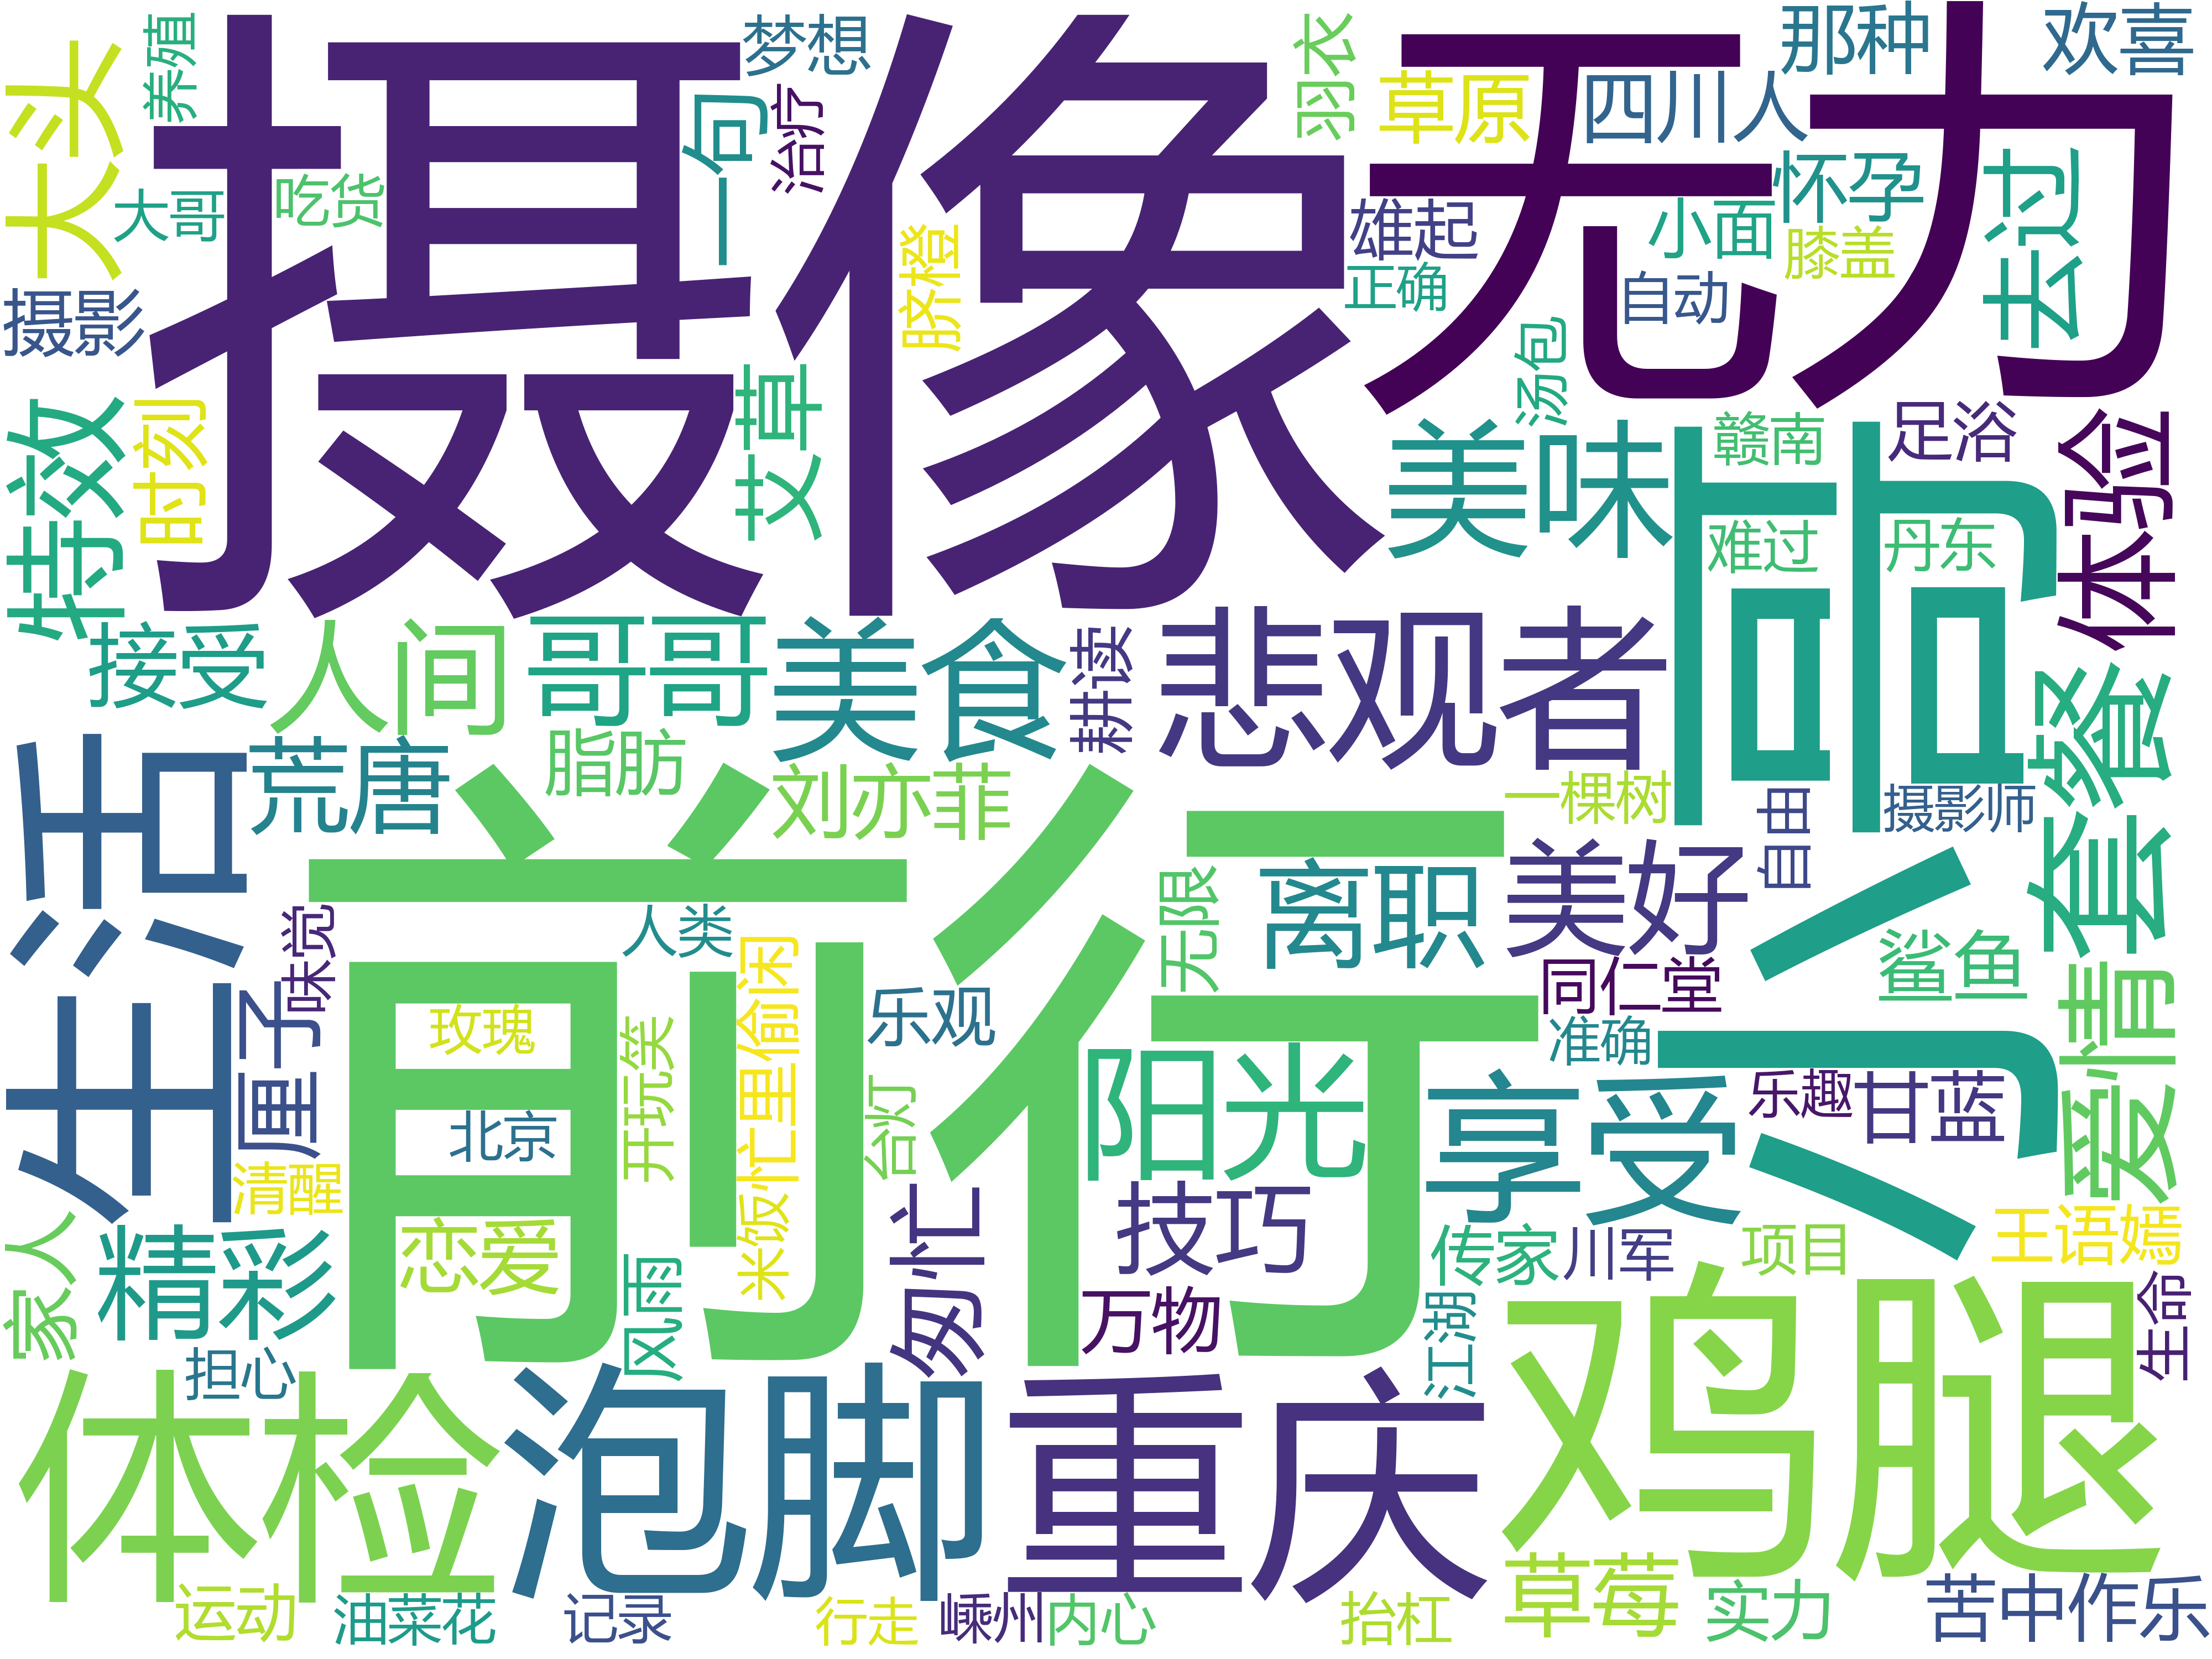 摄像
无力
梦想
那种
欢喜
美颜
羽衣
草原
四川人
大头
一句
治疗
怀孕
去过
大哥
吃货
雄起
小面
膝盖
脐橙
正确
自动
摄影
汤包
艾草
特效
时刻
美味
赣南
足浴
体验
向
难过
丹东
接受
人间
哥哥
美食
耕读
悲观者
套餐
荒唐
脂肪
刘亦菲
一棵树
自由
摄影师
生活
前行
离职
美好
无限
味觉
人类
鲨鱼
爱情
同仁堂
厘子
玫瑰
开玩笑
忙里偷闲
乐观
准确
阳光
享受
乐趣
甘蓝
北京
台灯
清醒
恋爱
米饭
匆忙
技巧
传家
川军
项目
王语嫣
家人
精彩
风雨
万物
江湖
生命
担心
鸡腿
体检
泡脚
重庆
运动
油菜花
记录
行走
嵊州
内心
抬杠
草莓
实力
苦中作乐